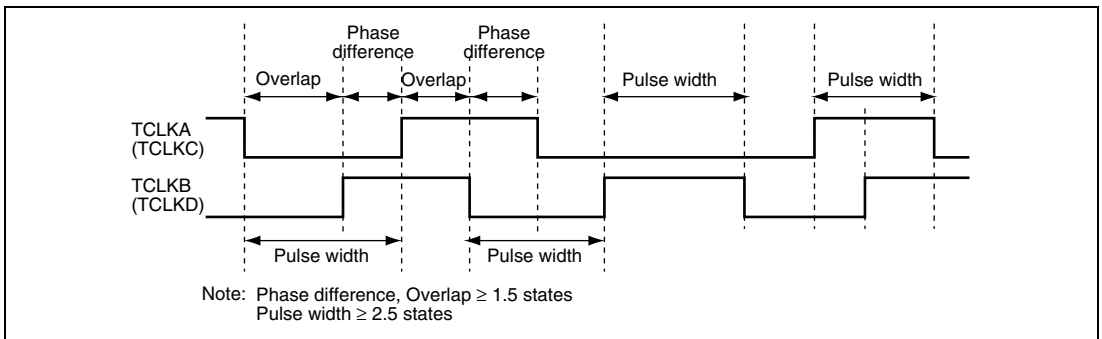 Phase
difference
Phase
difference
Overlap
Overlap
Pulse width
Pulse width
TCLKA
(TCLKC)
TCLKB
(TCLKD)
Pulse width
Pulse width
Note: Phase difference, Overlap ≥ 1.5 states
Pulse width ≥ 2.5 states